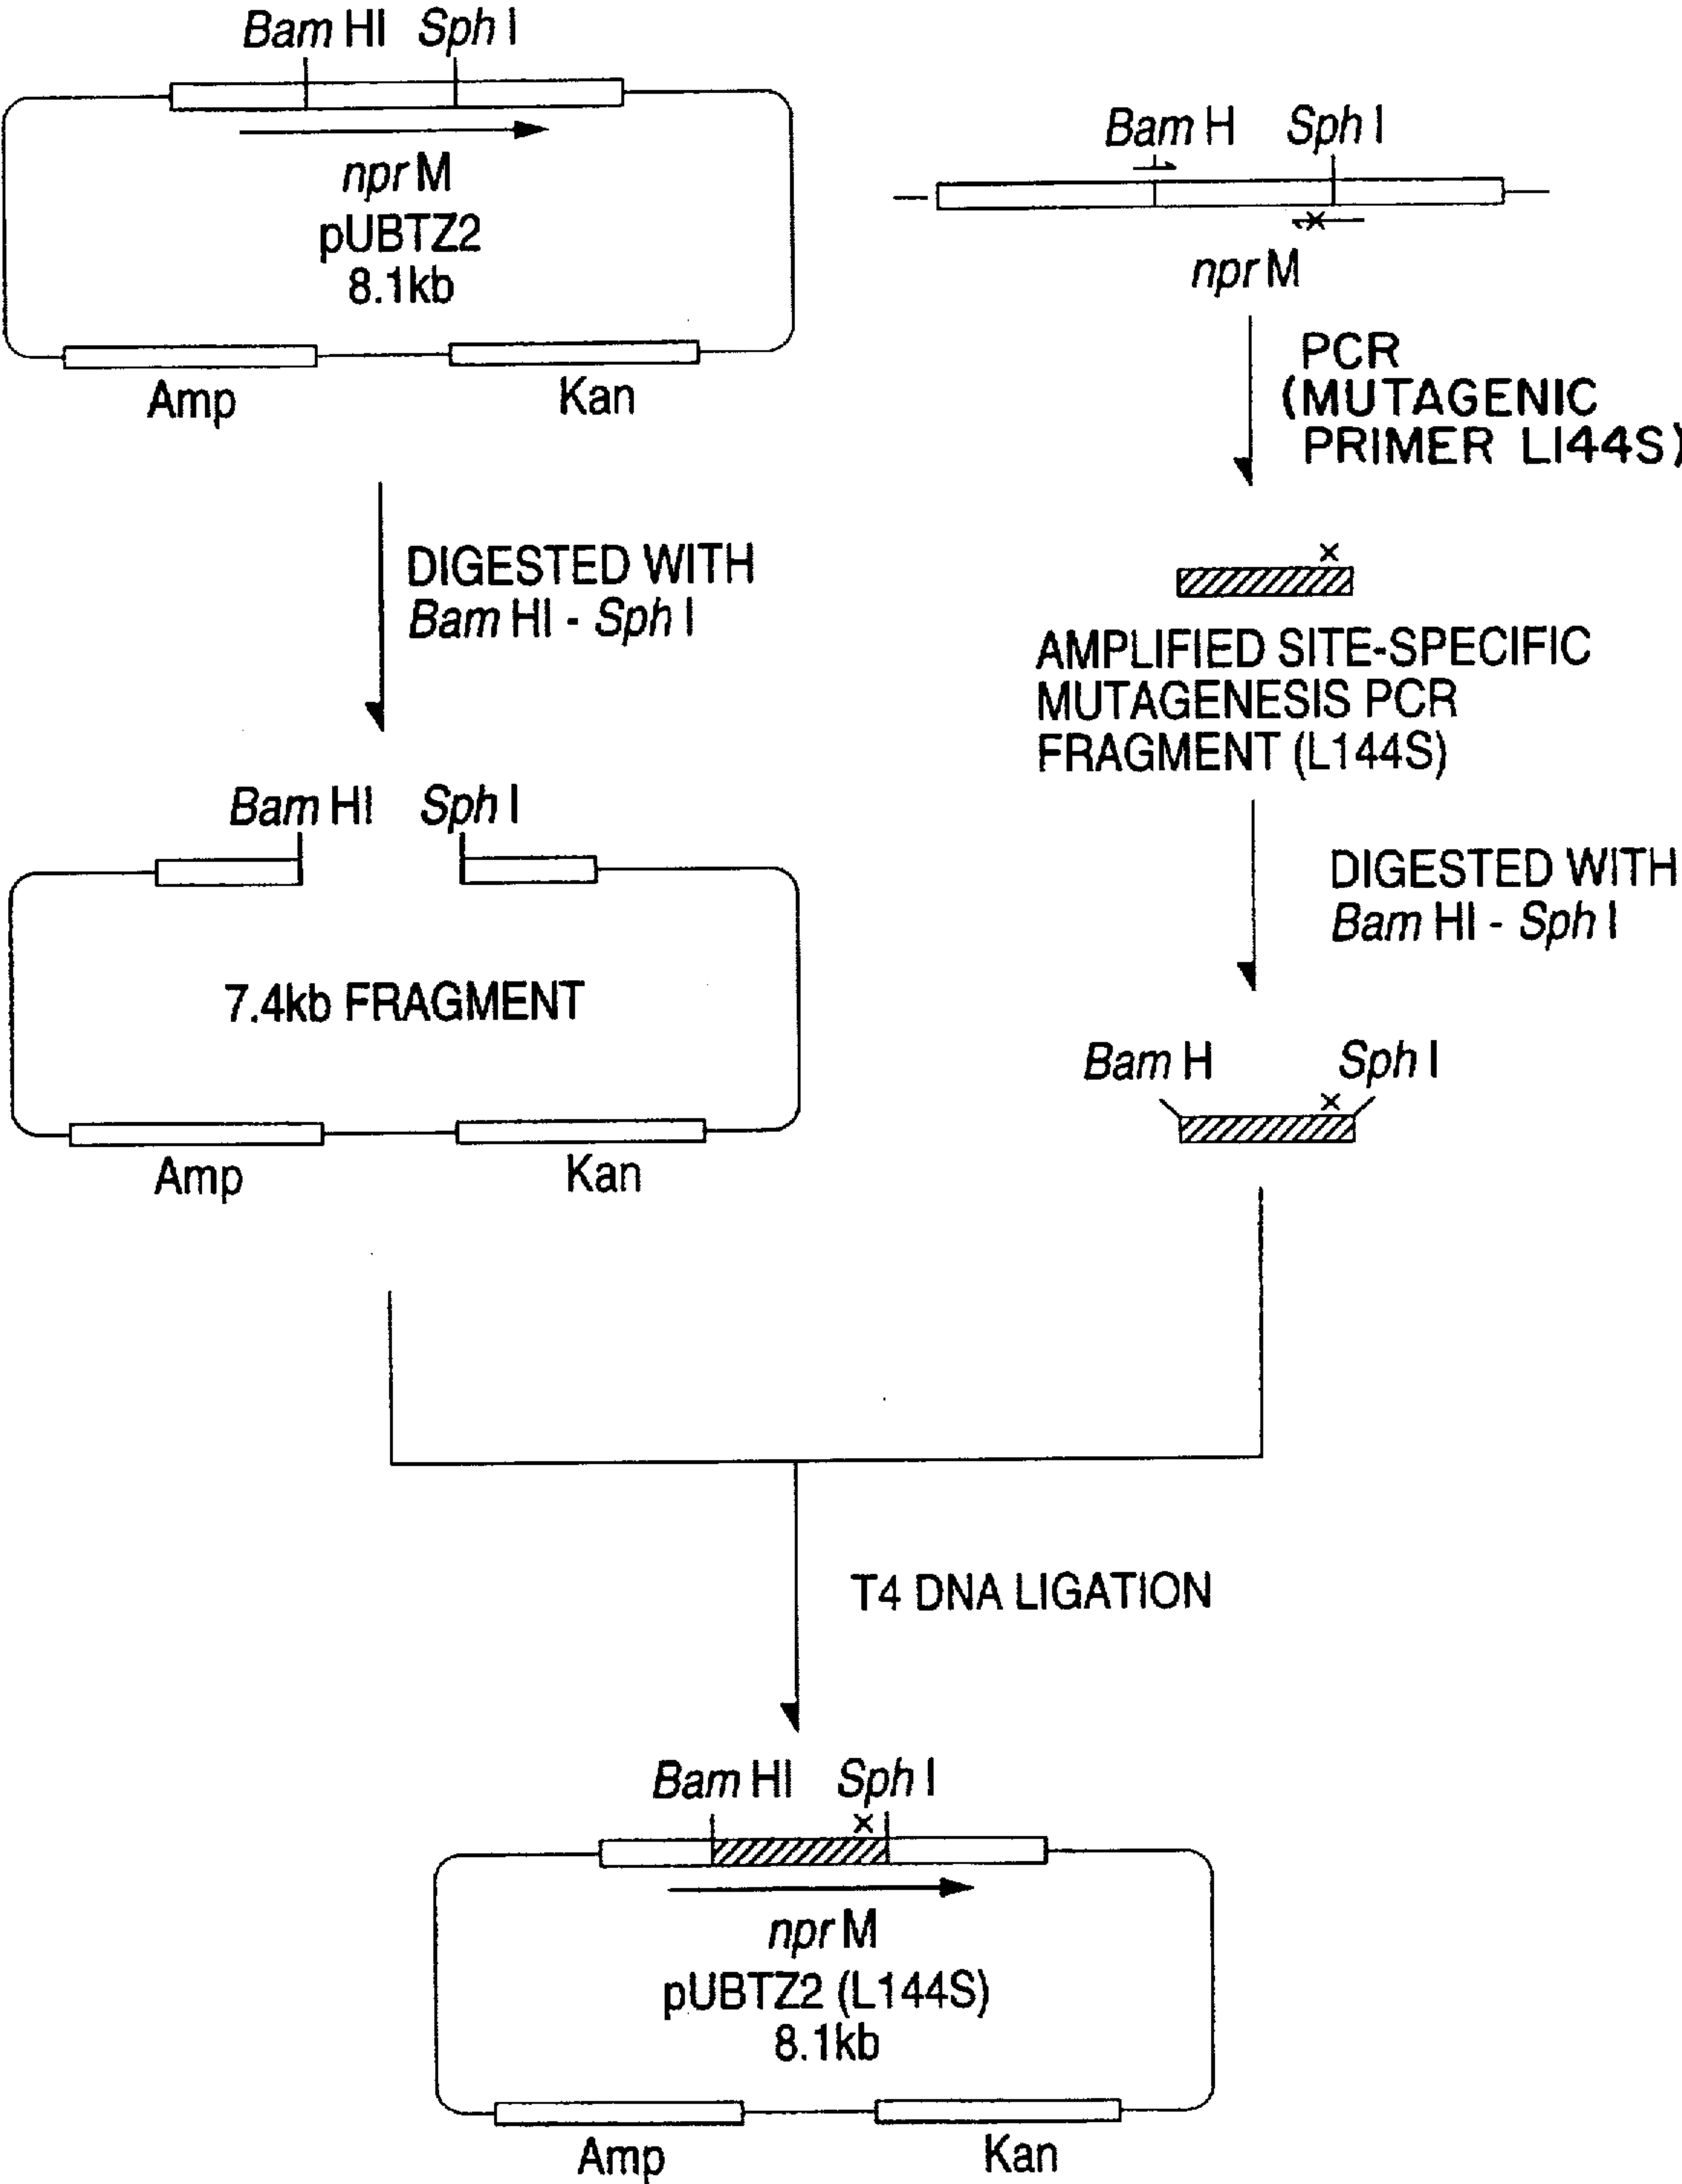 Bam HI Sph I
npr M
pUBTZ2
8.1kb
Amp Kan
DIGESTED WITH
Bam HI - Sph I
Bam HI Sph I
7.4kb FRAGMENT
Amp Kan
Bam H Sph I
npr M
PCR
(MUTAGENIC
PRIMER L144S)
x
AMPLIFIED SITE-SPECIFIC
MUTAGENESIS PCR
FRAGMENT (L144S)
DIGESTED WITH
Bam HI - Sph I
Bam H Sph I
x
T4 DNA LIGATION
Bam HI Sph I
x
npr M
pUBTZ2 (L144S)
8.1kb
Amp Kan